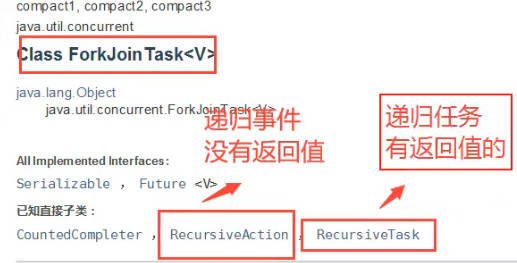 compact1, compact2, compact3
java.util.concurrent
Class ForkJoinTask<V>
java.lang.Object
java.util.concurrent.ForkJoinTask<V>
递归事件
没有返回值
递归任务
有返回值的
All Implemented Interfaces:
Serializable , Future <V>
已知直接子类：
CountedCompleter , RecursiveAction , RecursiveTask